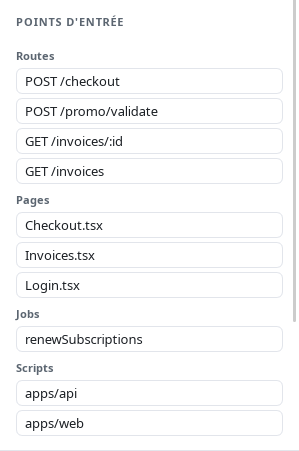 POINTS D'ENTRÉE
Routes
POST /checkout
POST /promo/validate
GET /invoices/:id
GET /invoices
Pages
Checkout.tsx
Invoices.tsx
Login.tsx
Jobs
renewSubscriptions
Scripts
apps/api
apps/web